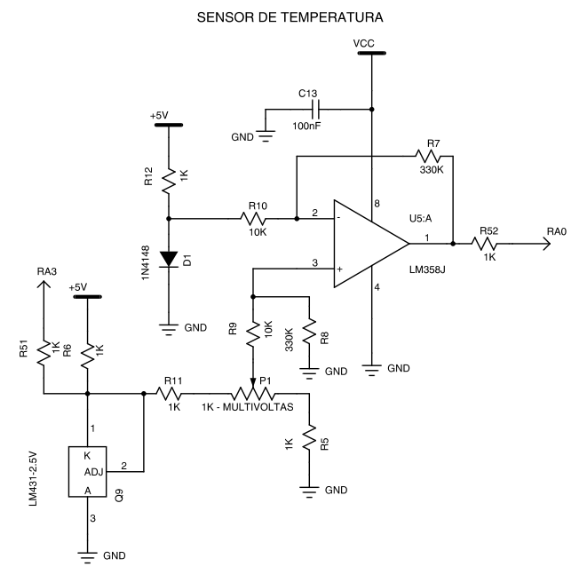 SENSOR DE TEMPERATURA
VCC
C13
100nF
GND
+5V
R12
1K
R7
330K
R10
10K
2
-
8
U5:A
R52
1K
RA0
1
3
+
LM358J
4
1N4148
D1
GND
RA3
+5V
R9
10K
330K
R8
GND
GND
R51
1K
R6
1K
R11
1K
P1
1K - MULTIVOLTAS
1K
R5
GND
1
K
ADJ
2
A
LM431-2.5V
Q9
3
GND